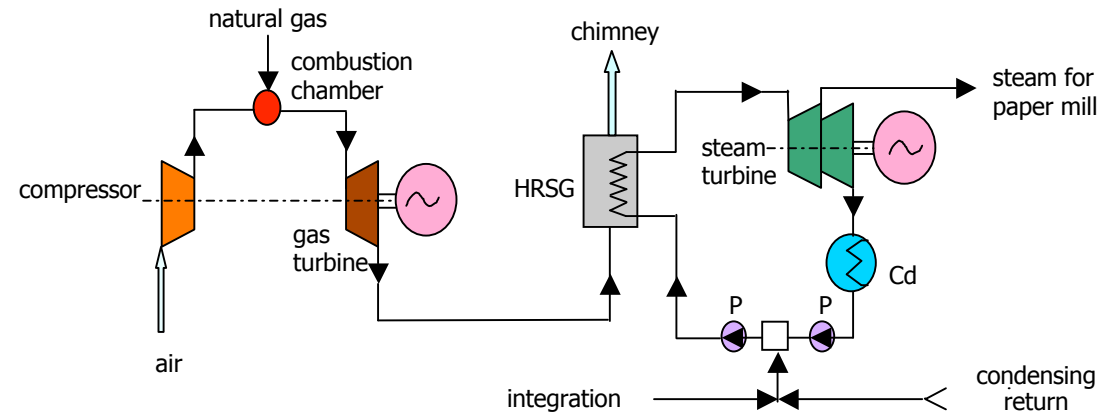 natural gas
combustion
chamber
compressor
gas
turbine
air
chimney
HRSG
steam
turbine
steam for
paper mill
Cd
P
P
integration
condensing
return